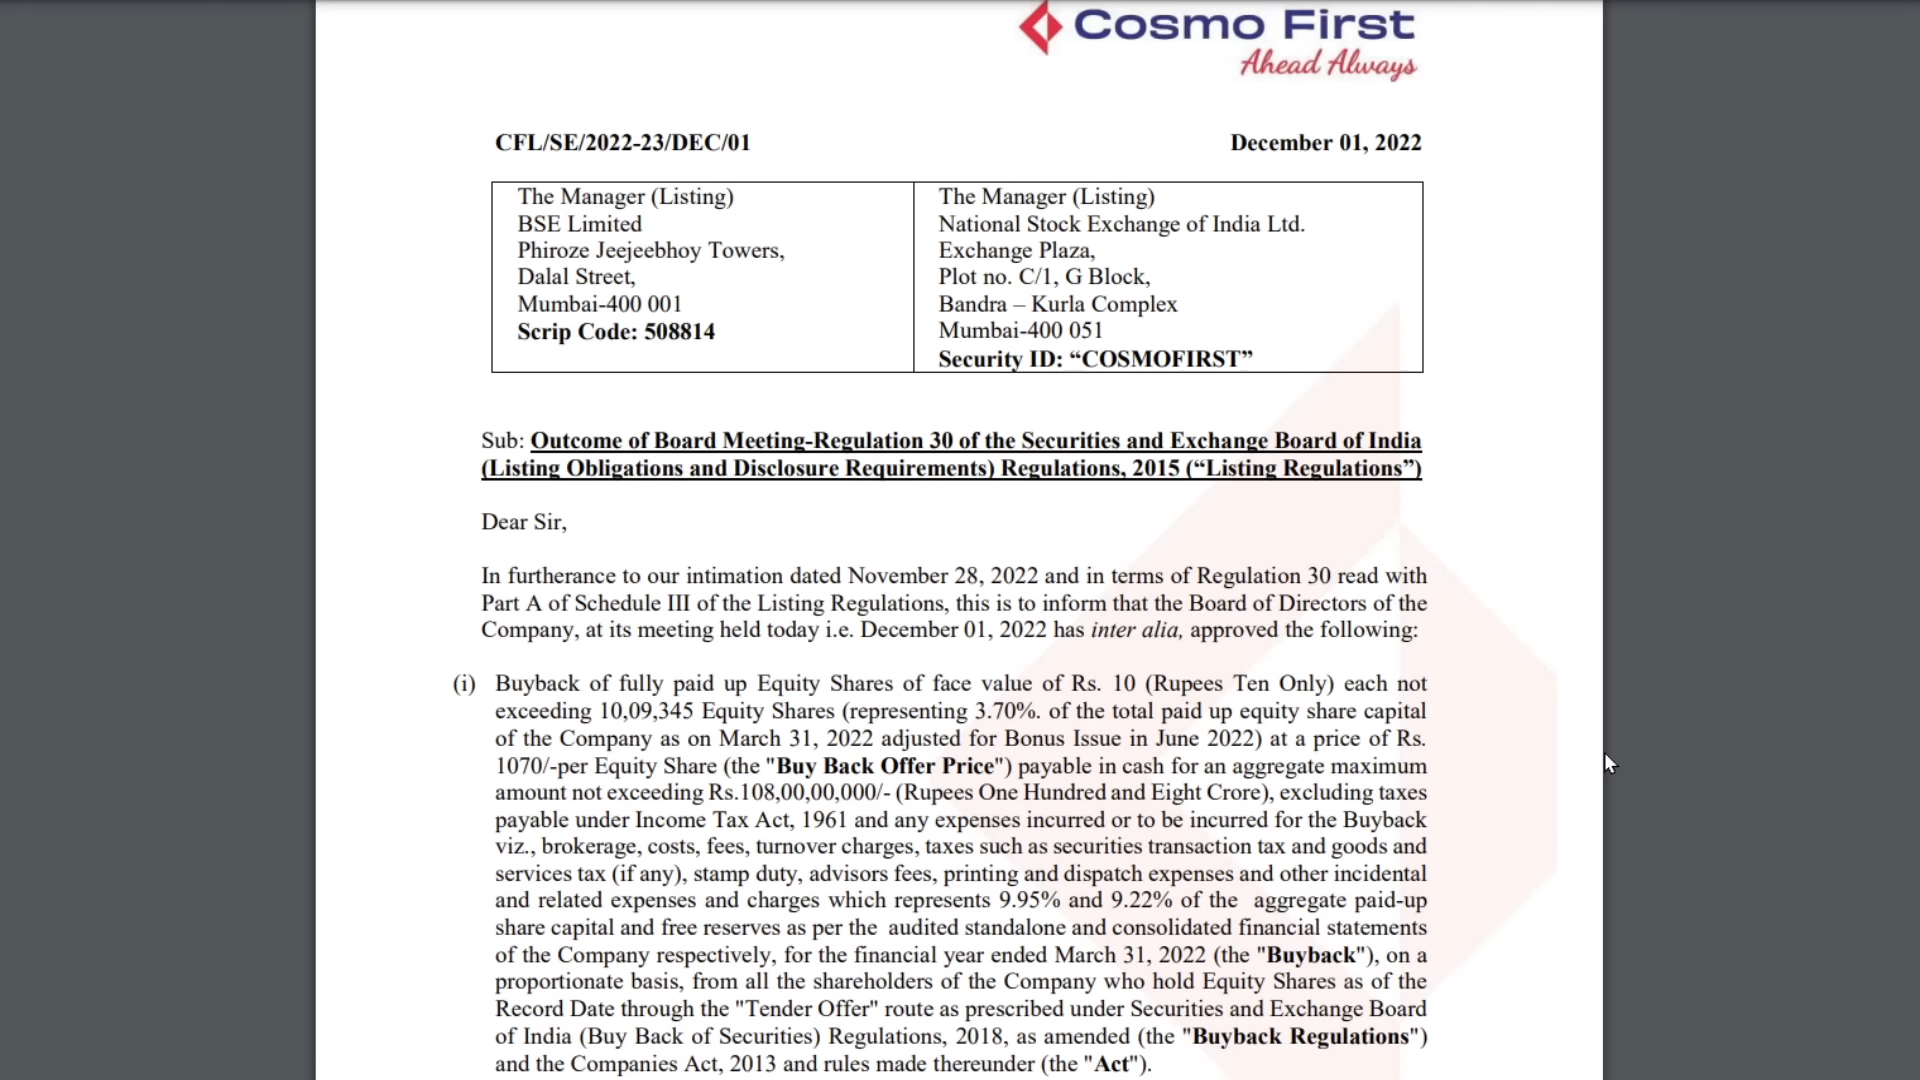 Cosmo First
Ahead Always
CFL/SE/2022-23/DEC/01
December 01, 2022
The Manager (Listing)
BSE Limited
Phiroze Jeejeebhoy Towers,
Dalal Street,
Mumbai-400 001
Scrip Code: 508814
The Manager (Listing)
National Stock Exchange of India Ltd.
Exchange Plaza,
Plot no. C/1, G Block,
Bandra – Kurla Complex
Mumbai-400 051
Security ID: “COSMOFIRST”
Sub: Outcome of Board Meeting-Regulation 30 of the Securities and Exchange Board of India
(Listing Obligations and Disclosure Requirements) Regulations, 2015 (“Listing Regulations”)
Dear Sir,
In furtherance to our intimation dated November 28, 2022 and in terms of Regulation 30 read with
Part A of Schedule III of the Listing Regulations, this is to inform that the Board of Directors of the
Company, at its meeting held today i.e. December 01, 2022 has inter alia, approved the following:
(i) Buyback of fully paid up Equity Shares of face value of Rs. 10 (Rupees Ten Only) each not
exceeding 10,09,345 Equity Shares (representing 3.70%. of the total paid up equity share capital
of the Company as on March 31, 2022 adjusted for Bonus Issue in June 2022) at a price of Rs.
1070/-per Equity Share (the "Buy Back Offer Price") payable in cash for an aggregate maximum
amount not exceeding Rs.108,00,00,000/- (Rupees One Hundred and Eight Crore), excluding taxes
payable under Income Tax Act, 1961 and any expenses incurred or to be incurred for the Buyback
viz., brokerage, costs, fees, turnover charges, taxes such as securities transaction tax and goods and
services tax (if any), stamp duty, advisors fees, printing and dispatch expenses and other incidental
and related expenses and charges which represents 9.95% and 9.22% of the aggregate paid-up
share capital and free reserves as per the audited standalone and consolidated financial statements
of the Company respectively, for the financial year ended March 31, 2022 (the "Buyback"), on a
proportionate basis, from all the shareholders of the Company who hold Equity Shares as of the
Record Date through the "Tender Offer" route as prescribed under Securities and Exchange Board
of India (Buy Back of Securities) Regulations, 2018, as amended (the "Buyback Regulations")
and the Companies Act, 2013 and rules made thereunder (the "Act").